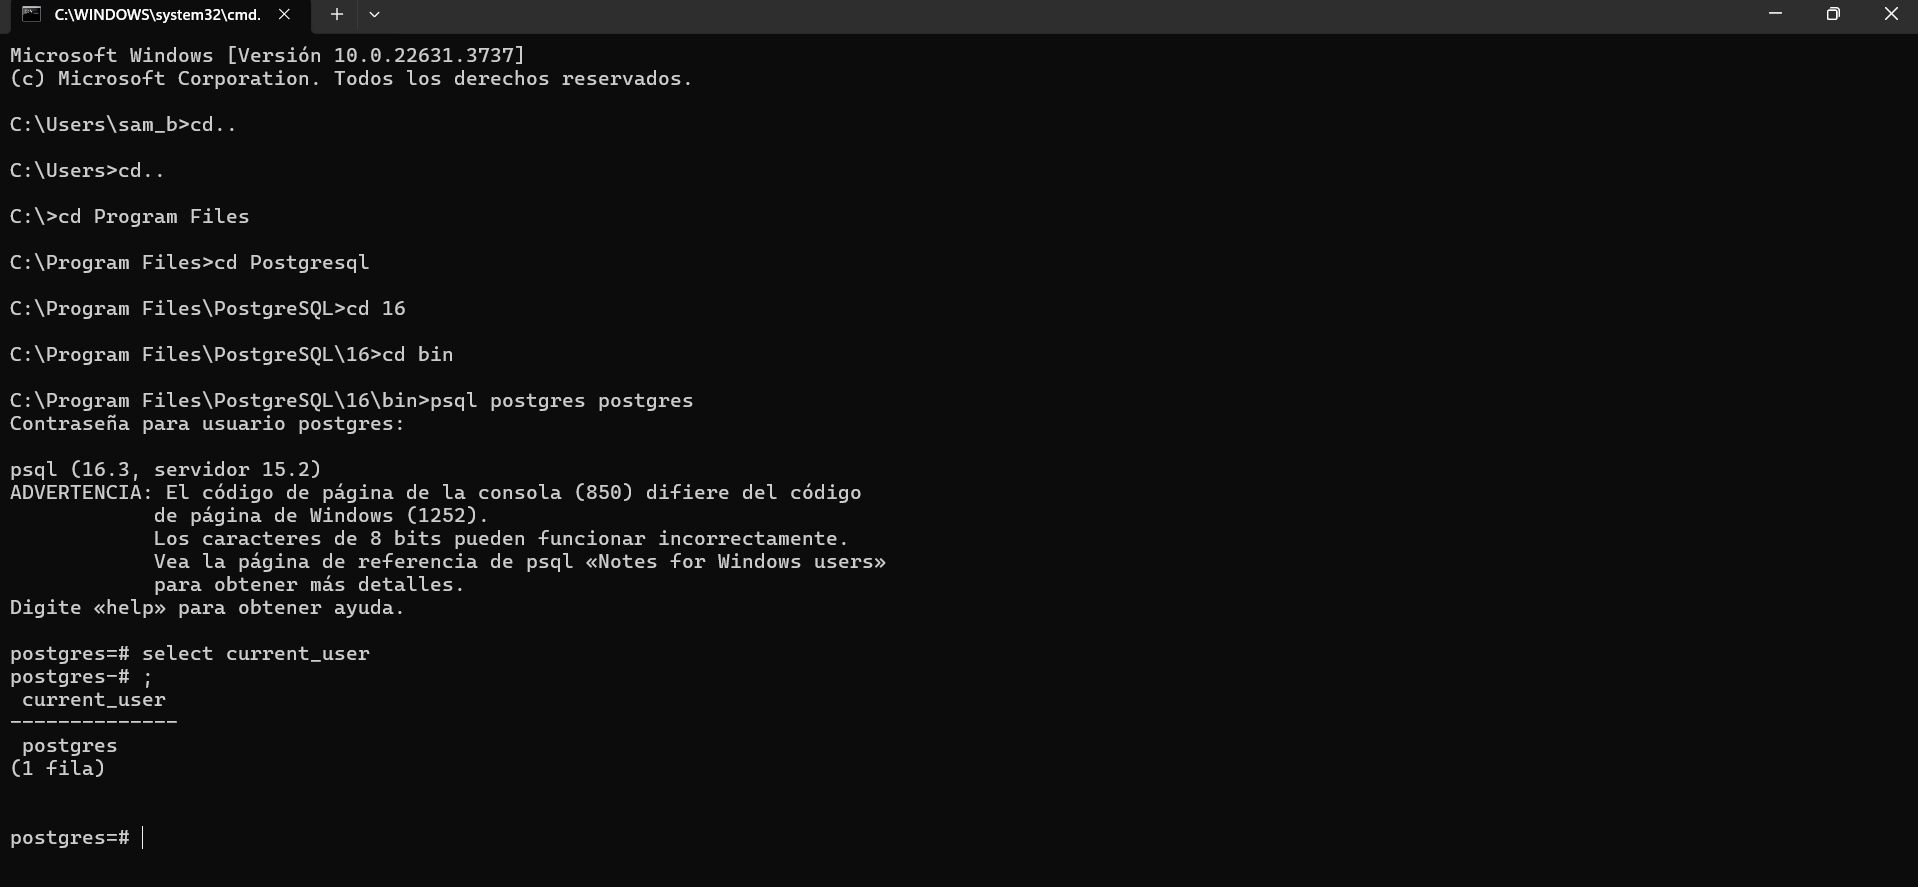 C:\WINDOWS\system32\cmd.
Microsoft Windows [Versión 10.0.22631.3737]
(c) Microsoft Corporation. Todos los derechos reservados.
C:\Users\sam_b>cd..
C:\Users>cd..
C:\>cd Program Files
C:\Program Files>cd Postgresql
C:\Program Files\PostgreSQL>cd 16
C:\Program Files\PostgreSQL\16>cd bin
C:\Program Files\PostgreSQL\16\bin>psql postgres postgres
Contraseña para usuario postgres:
psql (16.3, servidor 15.2)
ADVERTENCIA: El código de página de la consola (850) difiere del código
de página de Windows (1252).
Los caracteres de 8 bits pueden funcionar incorrectamente.
Vea la página de referencia de psql «Notes for Windows users»
para obtener más detalles.
Digite «help» para obtener ayuda.
postgres=# select current_user
postgres-# ;
current_user
--------------
postgres
(1 fila)
postgres=#